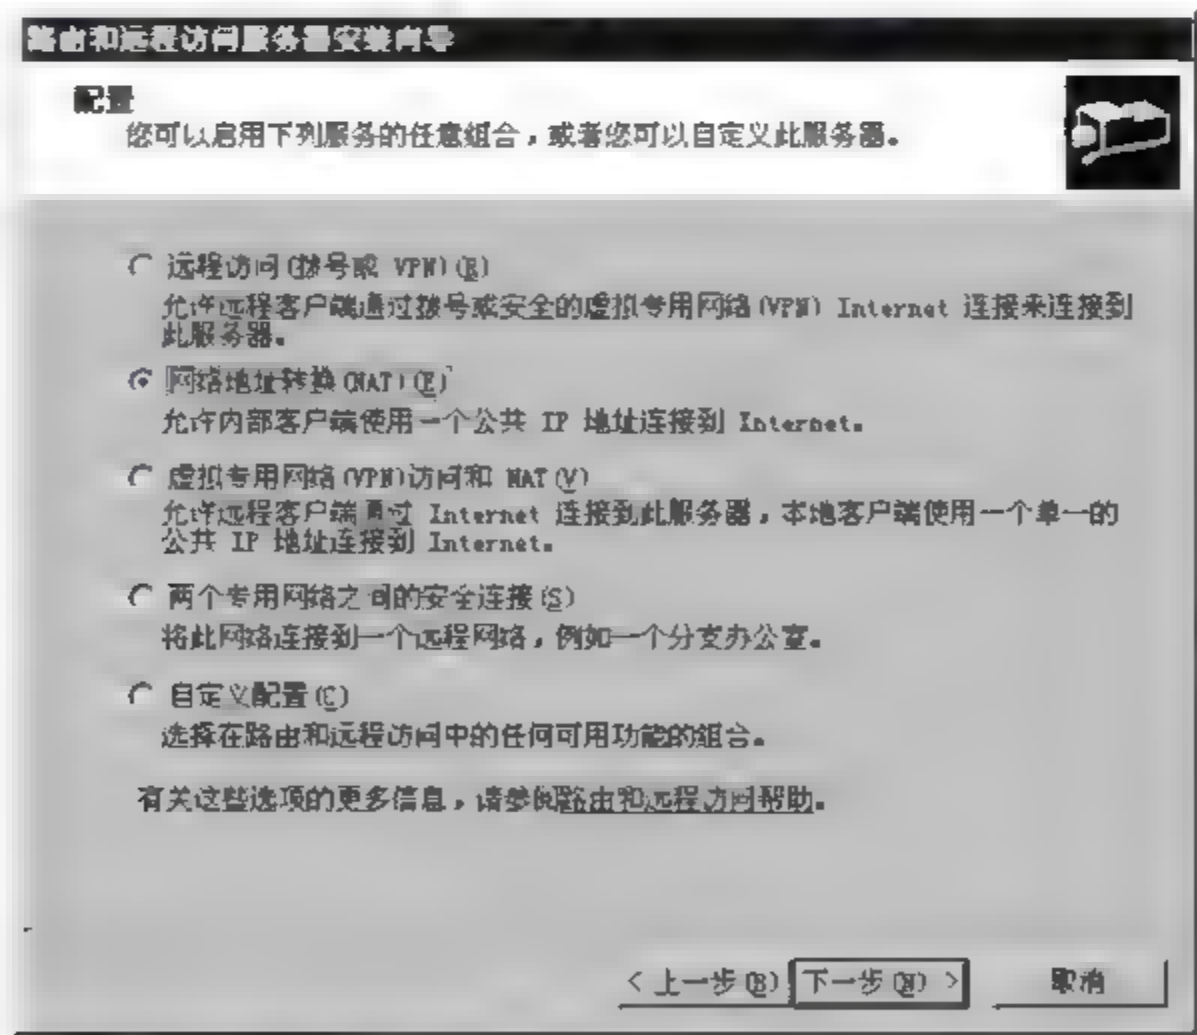 路由和远程访问服务器安装向导
配置
您可以启用下列服务的任意组合，或者您可以自定义此服务器。
远程访问(拨号或 VPN)(R)
允许远程客户端通过拨号或安全的虚拟专用网络(VPN) Internet 连接来连接到
此服务器。
网络地址转换(NAT)(E)
允许内部客户端使用一个公共 IP 地址连接到 Internet。
虚拟专用网络(VPN)访问和 NAT(V)
允许远程客户端通过 Internet 连接到此服务器，本地客户端使用一个单一的
公共 IP 地址连接到 Internet。
两个专用网络之间的安全连接(S)
将此网络连接到一个远程网络，例如一个分支办公室。
自定义配置(C)
选择在路由和远程访问中的任何可用功能的组合。
有关这些选项的更多信息，请参阅路由和远程访问帮助。
< 上一步(B) 下一步(N) > 取消